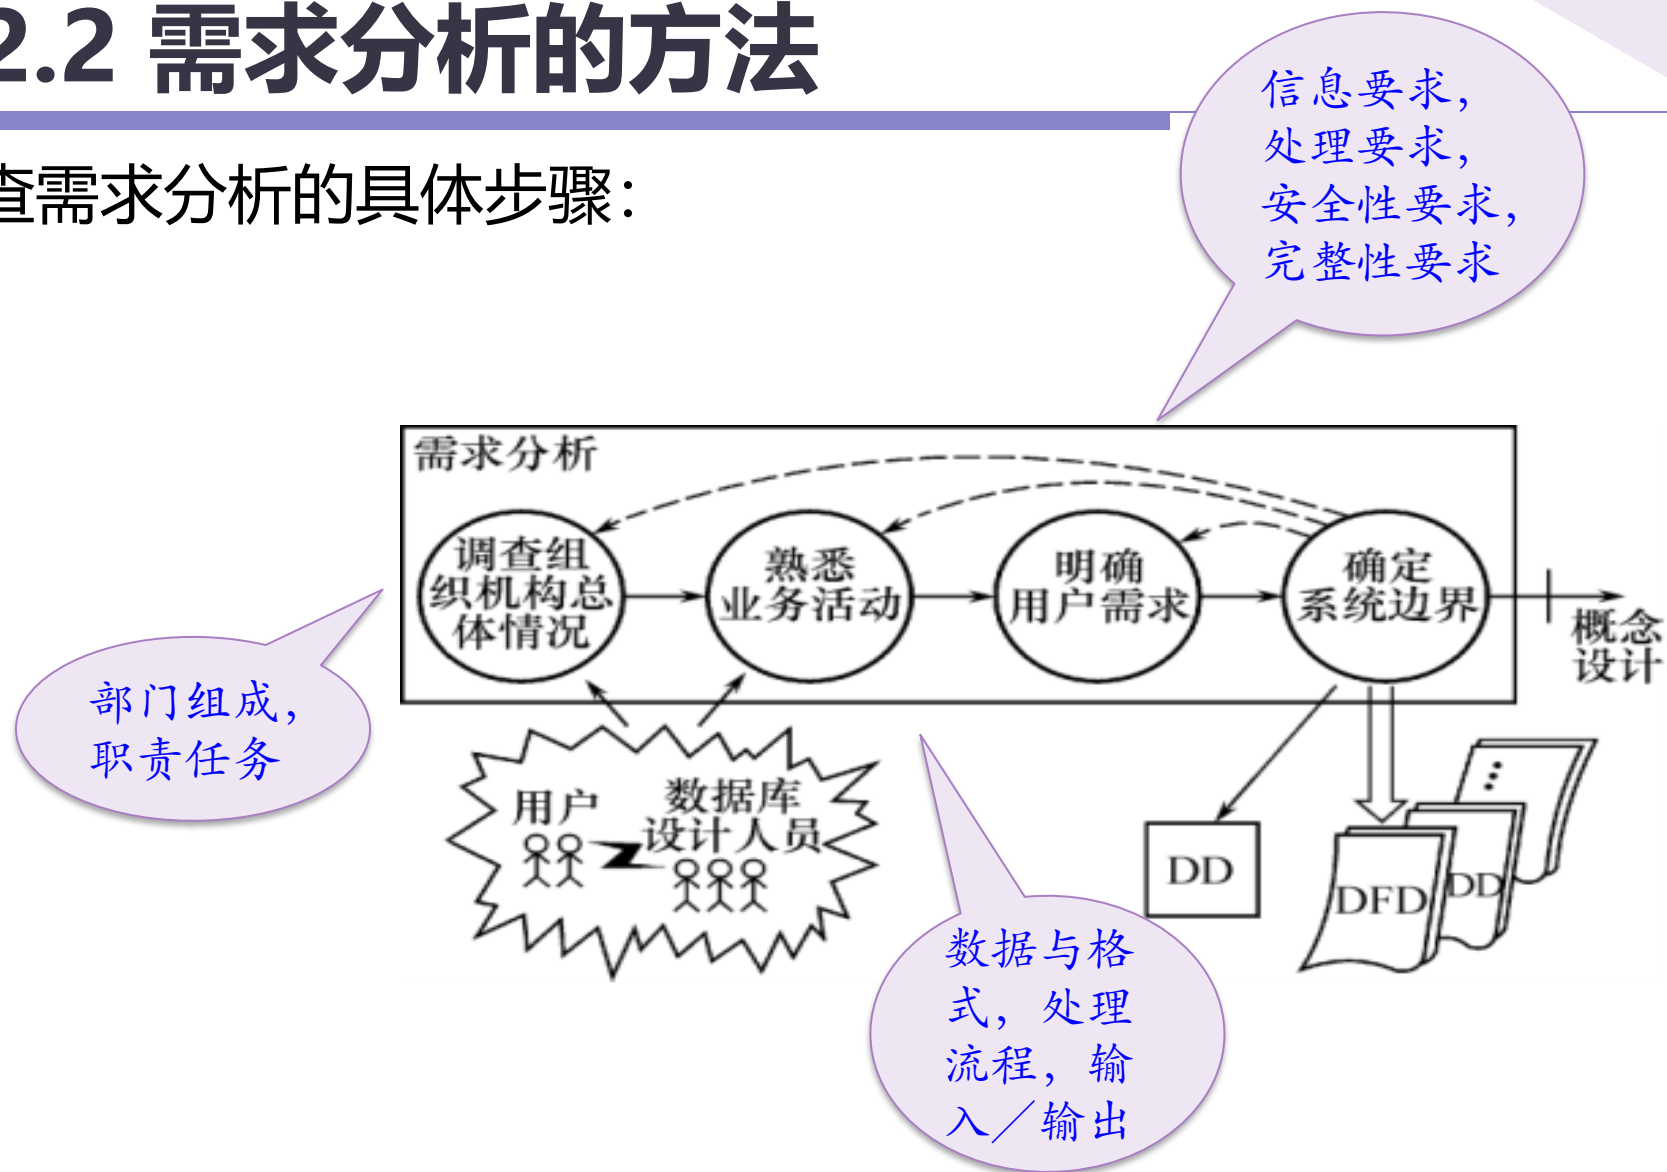 2.2 需求分析的方法
查需求分析的具体步骤：
信息要求，
处理要求，
安全性要求，
完整性要求
需求分析
调查组
织机构总
体情况
熟悉
业务活动
明确
用户需求
确定
系统边界
概念
设计
部门组成，
职责任务
用户
数据库
设计人员
DD
DFD
DD
数据与格
式，处理
流程，输
入／输出